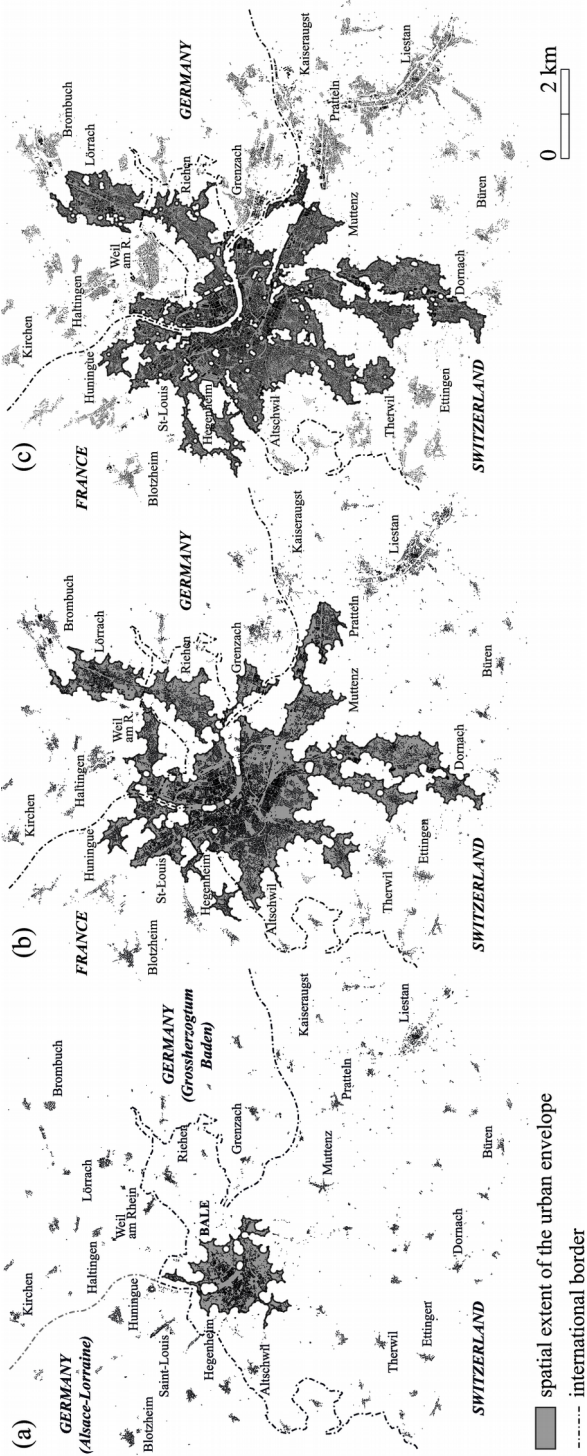 (a)
GERMANY
(Alsace-Lorraine)
Kirchen
Haltingen
Lörrach
Brombuch
Weil
am Rhein
Huningue
Blotzheim
Saint-Louis
Riehen
GERMANY
(Grossherzogtum
Baden)
BALE
Hegenheim
Grenzach
Altschwil
Kaiseraugst
Muttenz
Pratteln
Therwil
Ettingen
Dornach
Liestan
Büren
SWITZERLAND
(b)
FRANCE
Kirchen
Haltingen
Brombuch
Lörrach
Huningue
Weil
am R.
Blotzheim
St-Louis
Riehen
GERMANY
Hegenheim
Grenzach
Altschwil
Kaiseraugst
Muttenz
Pratteln
Therwil
Ettingen
Dornach
Liestan
Büren
SWITZERLAND
(c)
FRANCE
Kirchen
Haltingen
Brombuch
Lörrach
Huningue
Weil
am R.
Blotzheim
St-Louis
Riehen
GERMANY
Hegenheim
Grenzach
Altschwil
Kaiseraugst
Muttenz
Pratteln
Therwil
Ettingen
Dornach
Liestan
Büren
SWITZERLAND
spatial extent of the urban envelope
international border
0 2 km